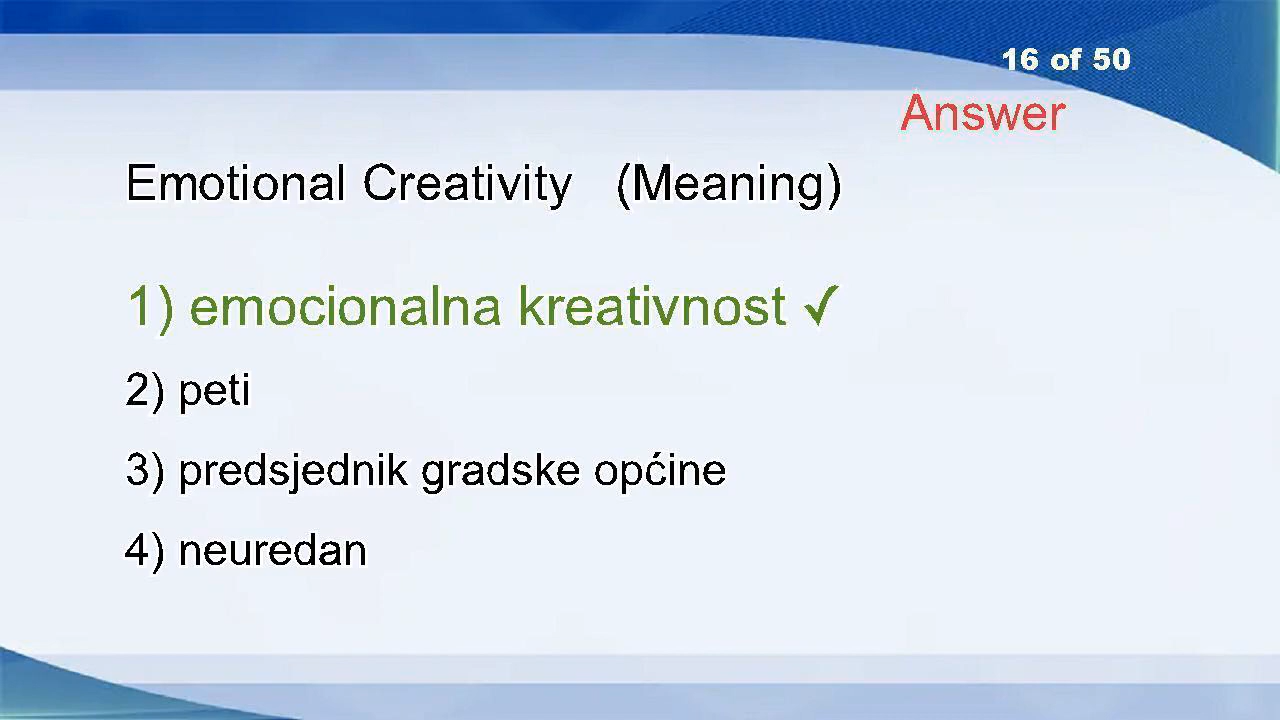 16 of 50
Answer
Emotional Creativity (Meaning)
1) emocionalna kreativnost ✓
2) peti
3) predsjednik gradske općine
4) neuredan